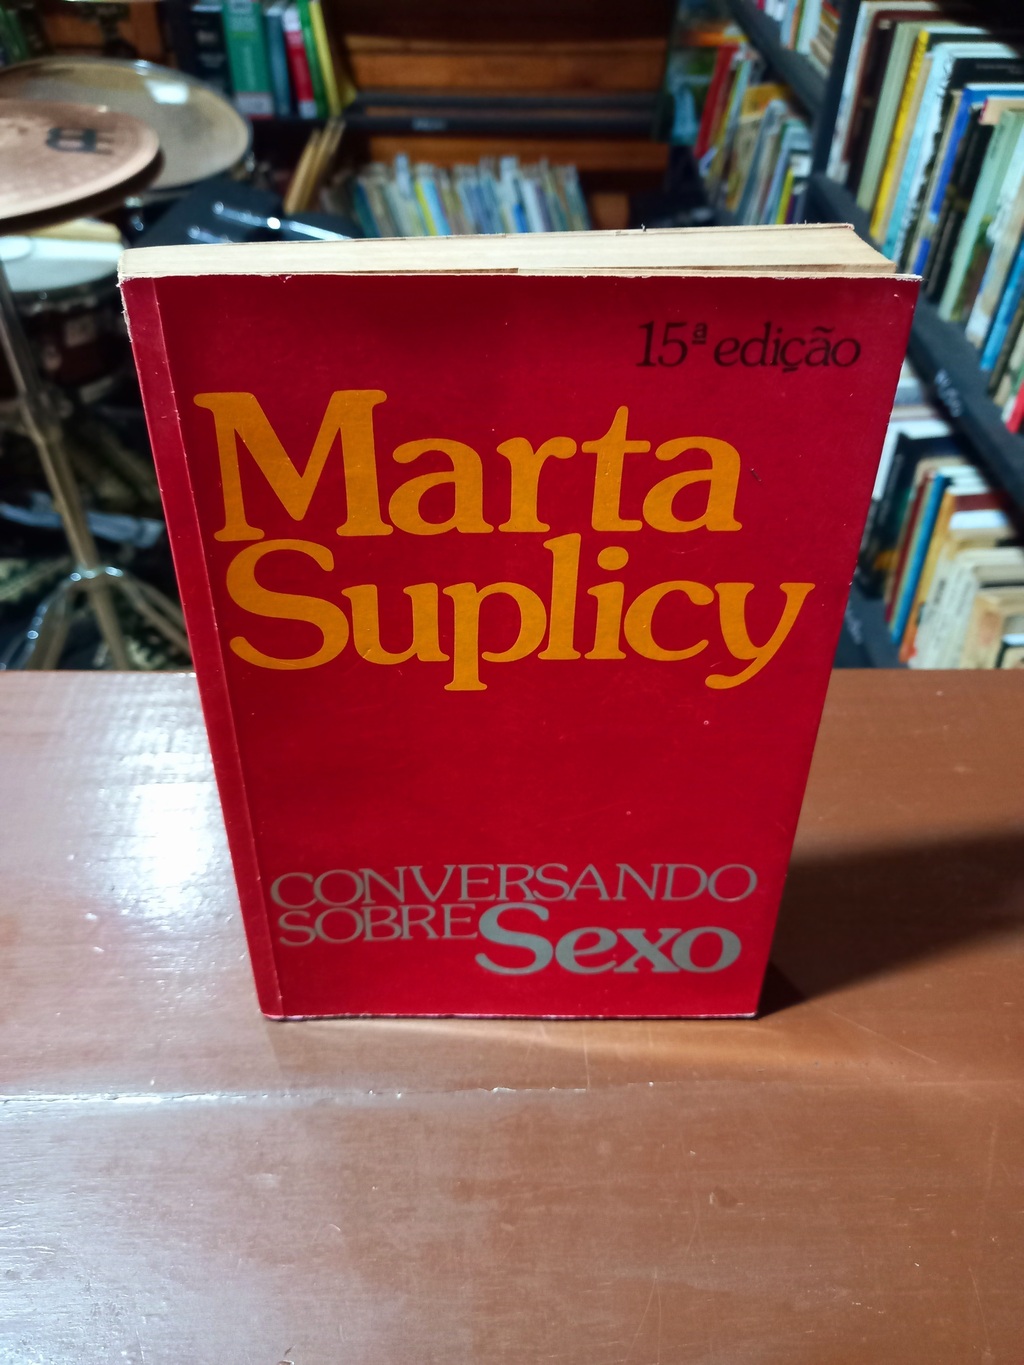 15ª edição
Marta
Suplicy
CONVERSANDO
SOBRE Sexo